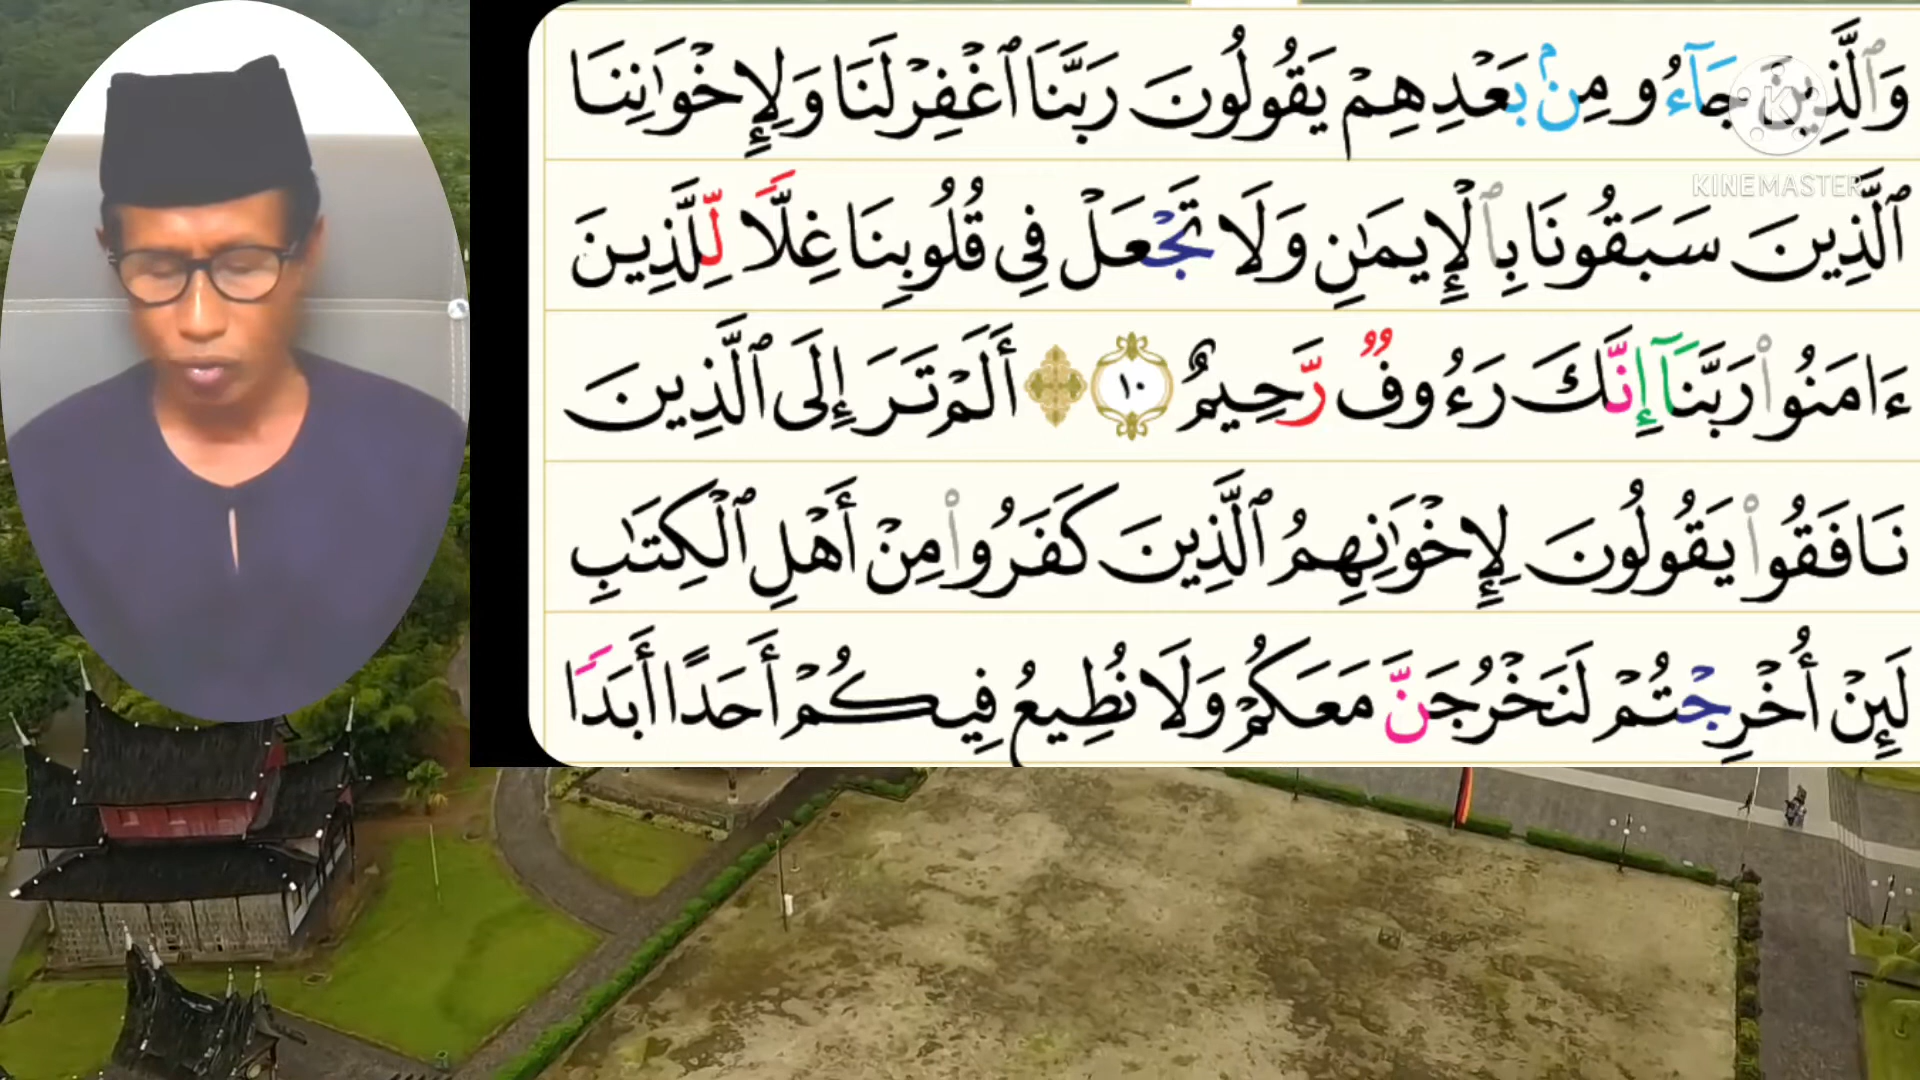 وَٱلَّذِينَ جَآءُو مِنۢ بَعْدِهِمْ يَقُولُونَ رَبَّنَا ٱغْفِرْ لَنَا وَلِإِخْوَٰنِنَا
KINEMASTER
ٱلَّذِينَ سَبَقُونَا بِٱلْإِيمَٰنِ وَلَا تَجْعَلْ فِى قُلُوبِنَا غِلًّا لِّلَّذِينَ
ءَامَنُوا۟ رَبَّنَآ إِنَّكَ رَءُوفٌ رَّحِيمٌ ١٠ ۞ أَلَمْ تَرَ إِلَى ٱلَّذِينَ
نَافَقُوا۟ يَقُولُونَ لِإِخْوَٰنِهِمُ ٱلَّذِينَ كَفَرُوا۟ مِنْ أَهْلِ ٱلْكِتَٰبِ
لَئِنْ أُخْرِجْتُمْ لَنَخْرُجَنَّ مَعَكُمْ وَلَا نُطِيعُ فِيكُمْ أَحَدًا أَبَدًا